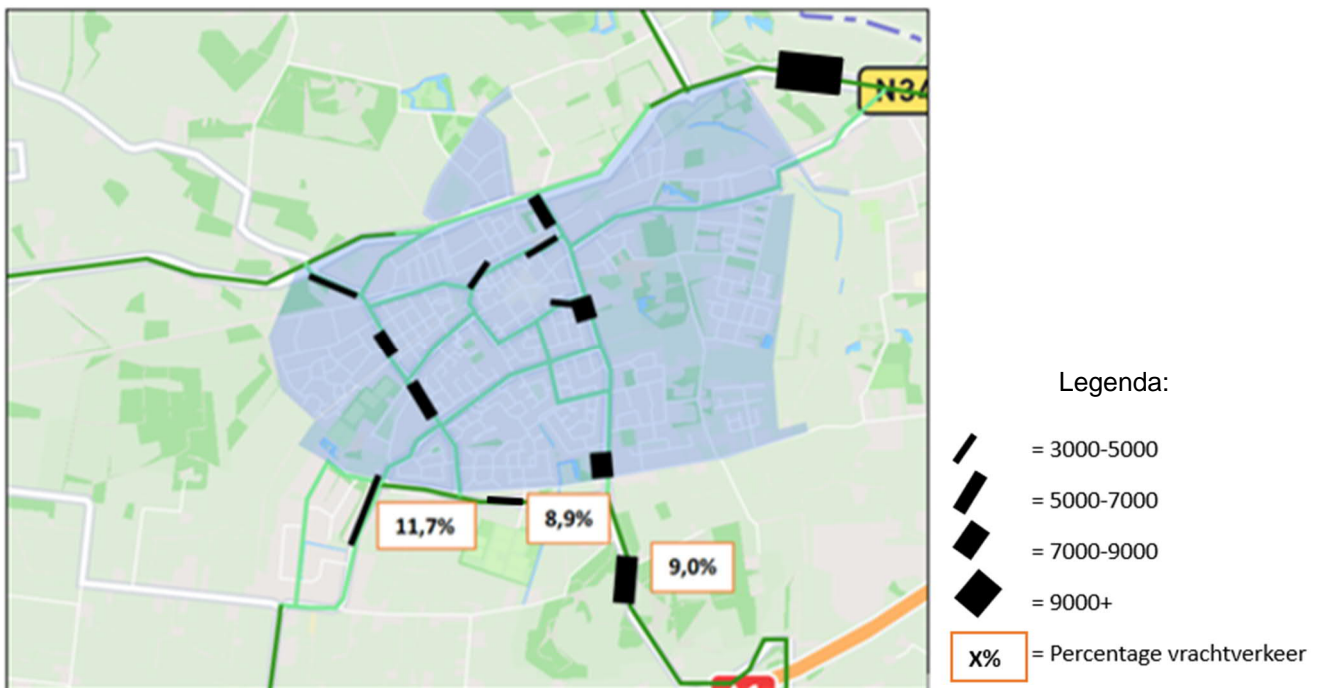 N34
11,7%
8,9%
9,0%
Legenda:
= 3000-5000
= 5000-7000
= 7000-9000
= 9000+
X% = Percentage vrachtverkeer